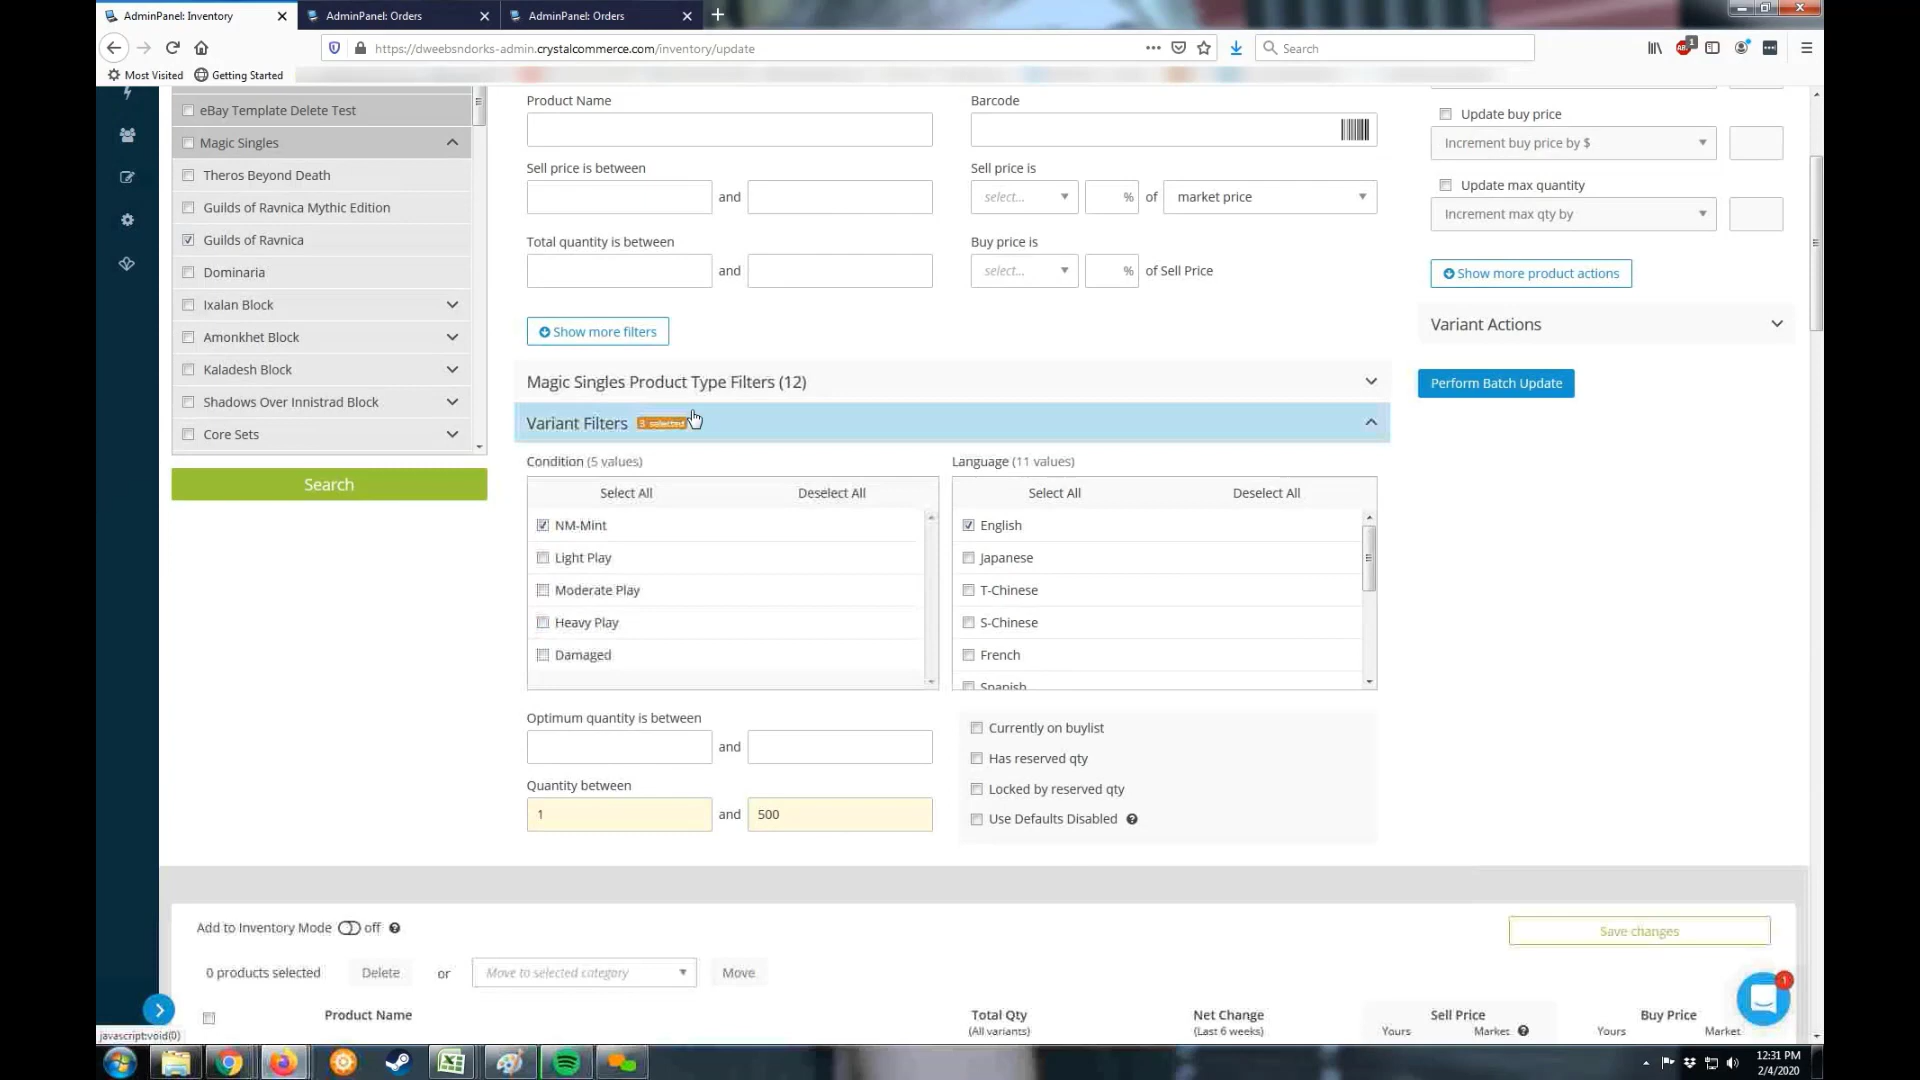 AdminPanel: Inventory
AdminPanel: Orders
AdminPanel: Orders
https://dweebsndorks-admin.crystalcommerce.com/inventory/update
Search
1
Most Visited
Getting Started
eBay Template Delete Test
Magic Singles
Theros Beyond Death
Guilds of Ravnica Mythic Edition
Guilds of Ravnica
Dominaria
Ixalan Block
Amonkhet Block
Kaladesh Block
Shadows Over Innistrad Block
Core Sets
Search
Product Name
Barcode
Sell price is between
and
Sell price is
select...
%
of
market price
Total quantity is between
and
Buy price is
select...
%
of Sell Price
Show more filters
Magic Singles Product Type Filters (12)
Variant Filters
3 selected
Condition (5 values)
Select All
Deselect All
NM-Mint
Light Play
Moderate Play
Heavy Play
Damaged
Language (11 values)
Select All
Deselect All
English
Japanese
T-Chinese
S-Chinese
French
Spanish
Optimum quantity is between
and
Quantity between
1
and
500
Currently on buylist
Has reserved qty
Locked by reserved qty
Use Defaults Disabled
Update buy price
Increment buy price by $
Update max quantity
Increment max qty by
Show more product actions
Variant Actions
Perform Batch Update
Add to Inventory Mode
off
Save changes
0 products selected
Delete
or
Move to selected category
Move
Product Name
Total Qty
(All variants)
Net Change
(Last 6 weeks)
Sell Price
Yours
Market
Buy Price
Yours
Market
1
javascript:void(0)
12:31 PM
2/4/2020